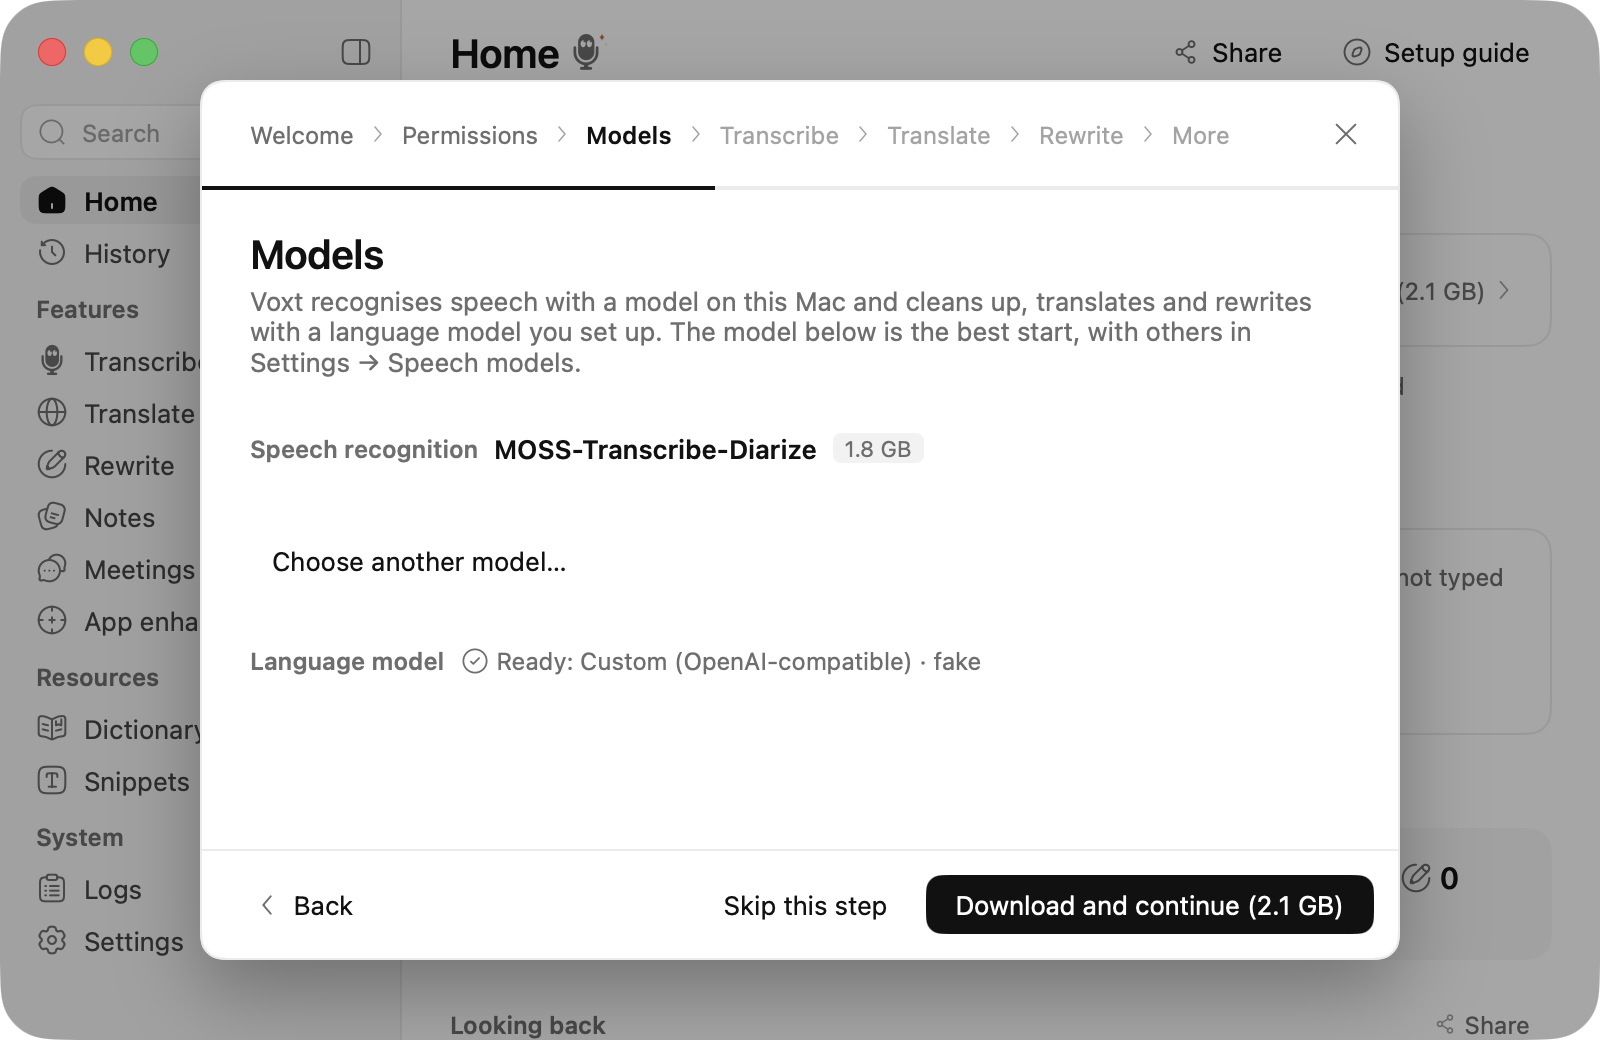 Home
Share
Setup guide
Search
Home
History
Features
Transcribe
Translate
Rewrite
Notes
Meetings
App enha
Resources
Dictionary
Snippets
System
Logs
Settings
Welcome
Permissions
Models
Transcribe
Translate
Rewrite
More
Models
Voxt recognises speech with a model on this Mac and cleans up, translates and rewrites
with a language model you set up. The model below is the best start, with others in
Settings → Speech models.
Speech recognition MOSS-Transcribe-Diarize 1.8 GB
Choose another model...
Language model Ready: Custom (OpenAI-compatible) · fake
Back
Skip this step
Download and continue (2.1 GB)
(2.1 GB)
not typed
0
Looking back
Share